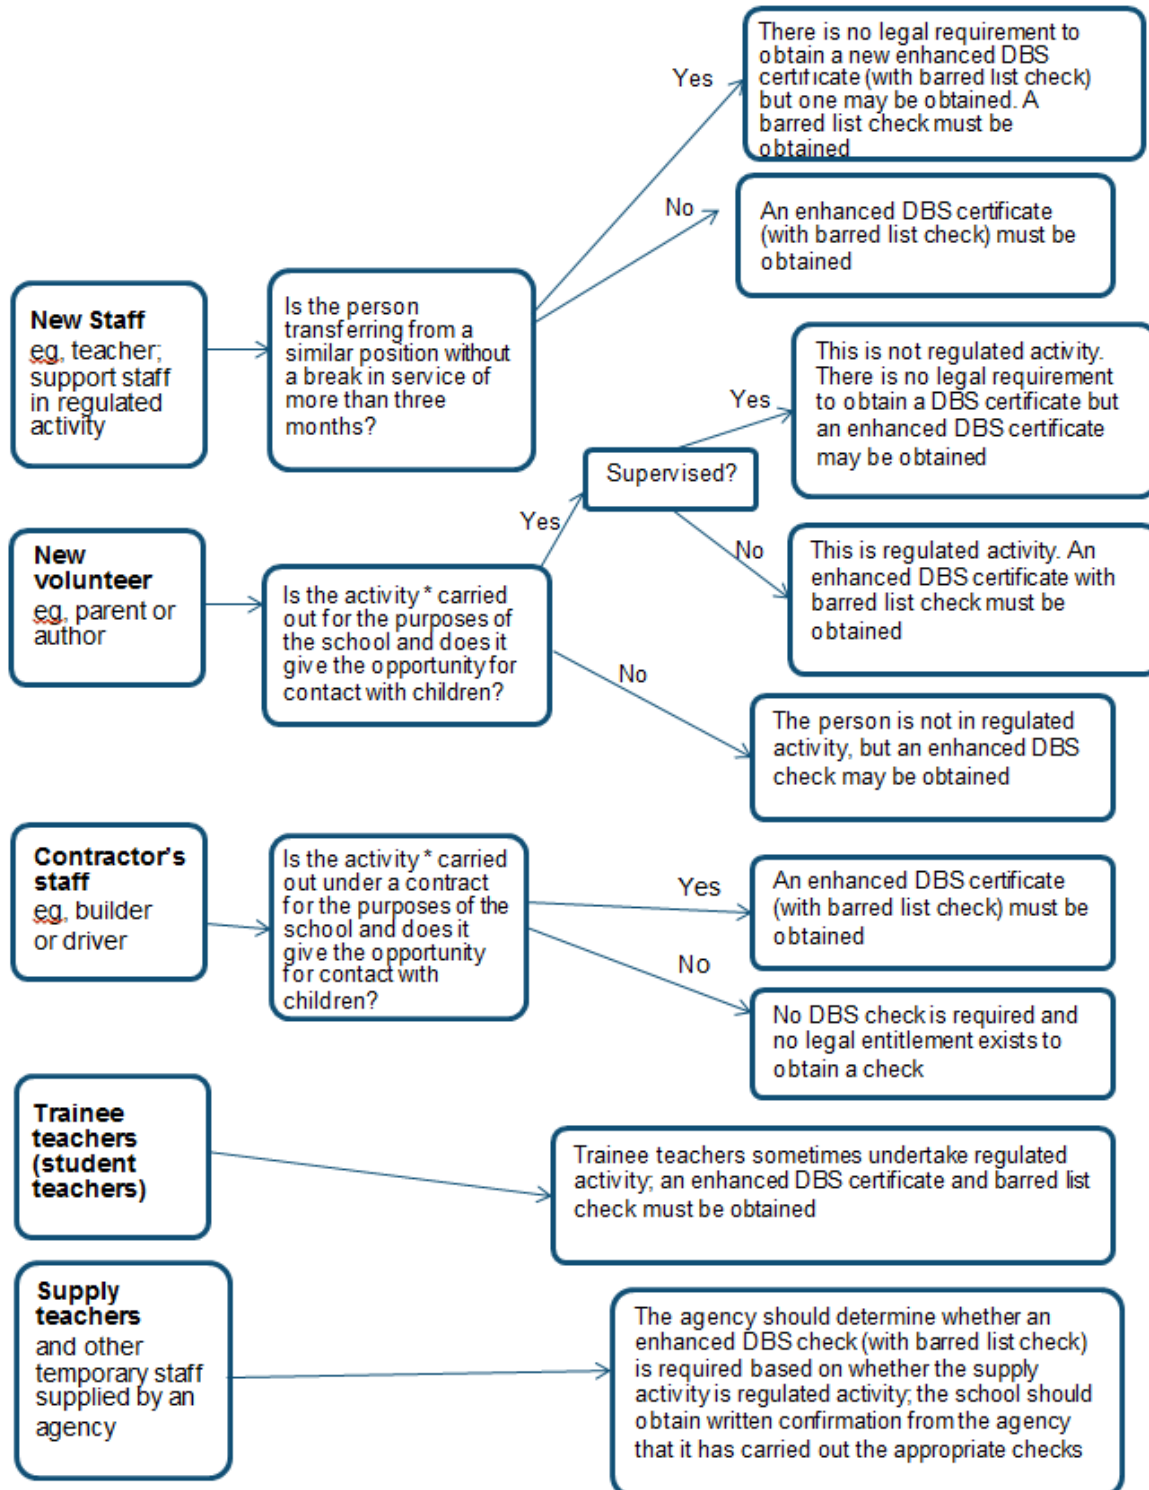 There is no legal requirement to
obtain a new enhanced DBS
certificate (with barred list check)
but one may be obtained. A
barred list check must be
obtained
Yes
No
An enhanced DBS certificate
(with barred list check) must be
obtained
New Staff
eg, teacher;
support staff
in regulated
activity
Is the person
transferring from a
similar position without
a break in service of
more than three
months?
This is not regulated activity.
There is no legal requirement
to obtain a DBS certificate but
an enhanced DBS certificate
may be obtained
Yes
Supervised?
Yes
No
This is regulated activity. An
enhanced DBS certificate with
barred list check must be
obtained
New
volunteer
eg, parent or
author
Is the activity * carried
out for the purposes of
the school and does it
give the opportunity for
contact with children?
No
The person is not in regulated
activity, but an enhanced DBS
check may be obtained
Contractor's
staff
eg, builder
or driver
Is the activity * carried
out under a contract
for the purposes of the
school and does it
give the opportunity
for contact with
children?
Yes
An enhanced DBS certificate
(with barred list check) must be
obtained
No
No DBS check is required and
no legal entitlement exists to
obtain a check
Trainee
teachers
(student
teachers)
Trainee teachers sometimes undertake regulated
activity; an enhanced DBS certificate and barred list
check must be obtained
Supply
teachers
and other
temporary staff
supplied by an
agency
The agency should determine whether an
enhanced DBS check (with barred list check)
is required based on whether the supply
activity is regulated activity; the school should
obtain written confirmation from the agency
that it has carried out the appropriate checks